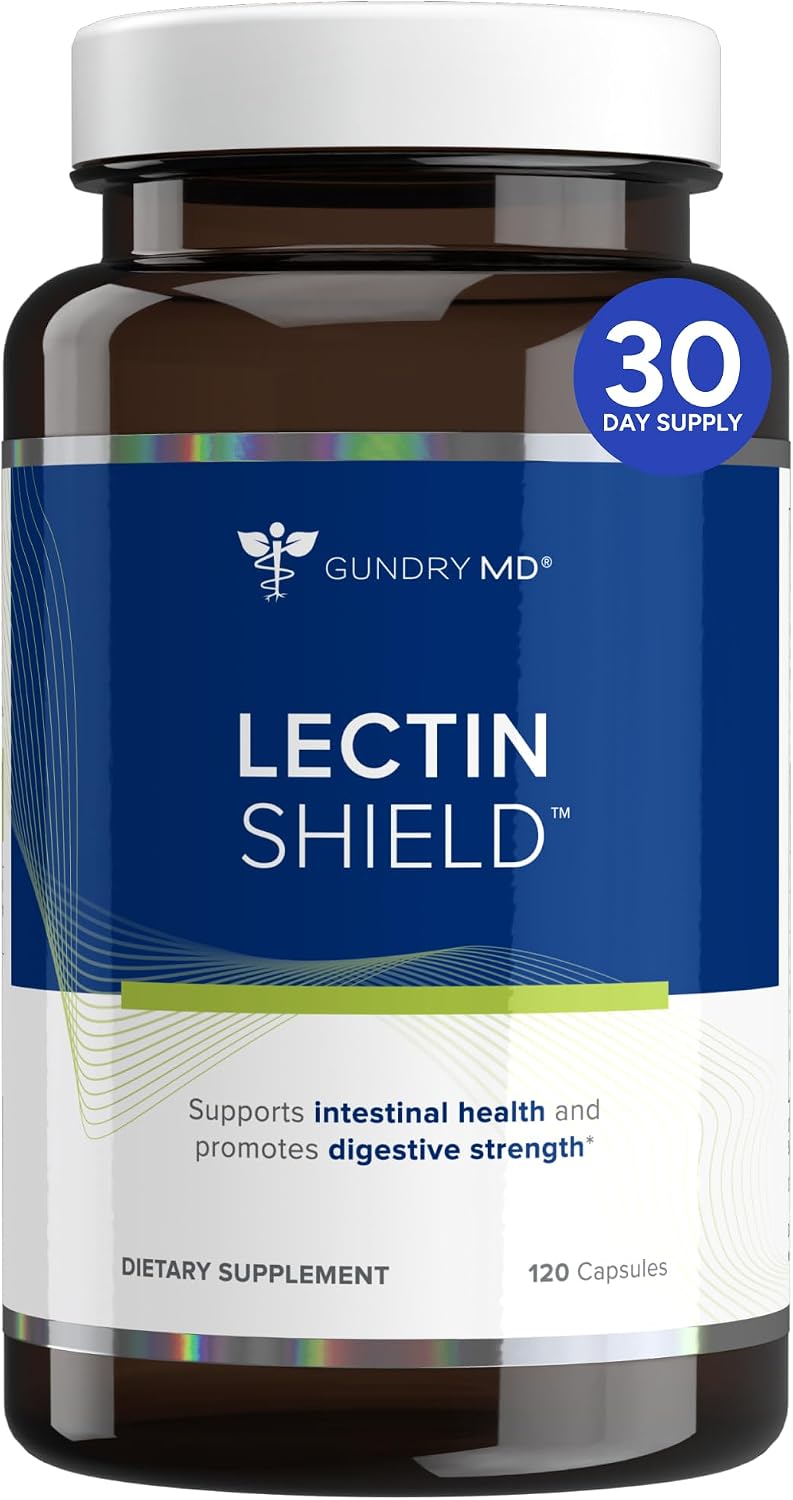 30
DAY SUPPLY
GUNDRY MD®
LECTIN
SHIELD™
Supports intestinal health and
promotes digestive strength*
DIETARY SUPPLEMENT
120 Capsules